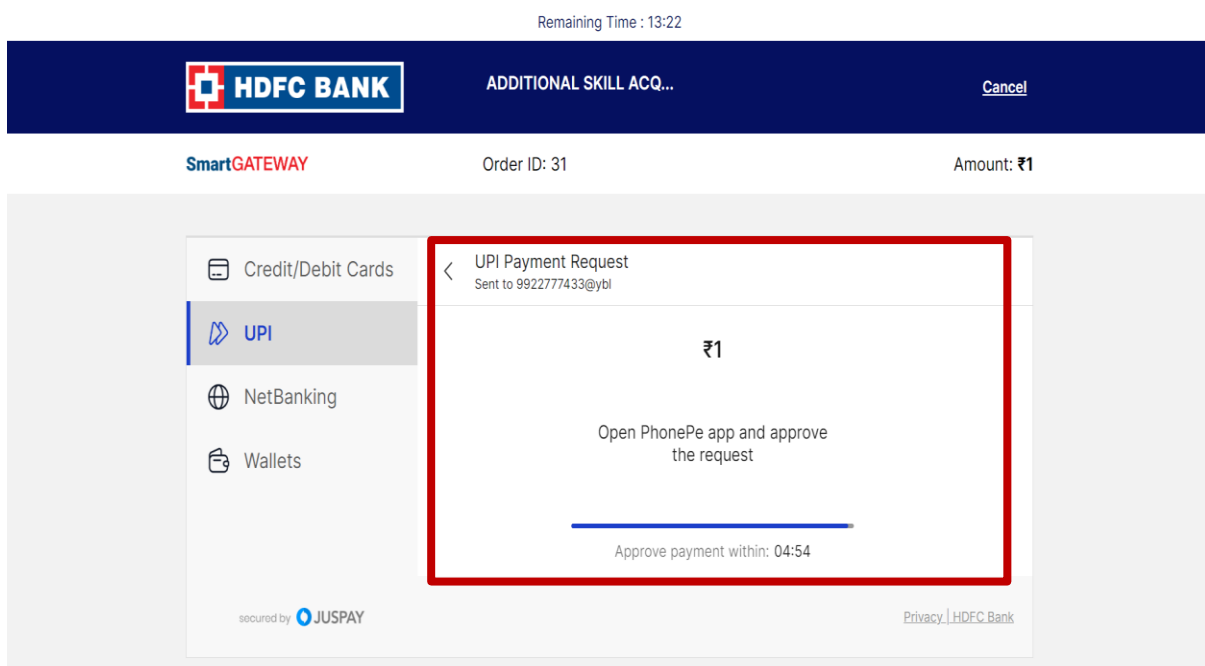 Remaining Time : 13:22
HDFC BANK
ADDITIONAL SKILL ACQ...
Cancel
SmartGATEWAY
Order ID: 31
Amount: ₹1
Credit/Debit Cards
UPI
NetBanking
Wallets
UPI Payment Request
Sent to 9922777433@ybl
₹1
Open PhonePe app and approve
the request
Approve payment within: 04:54
secured by JUSPAY
Privacy | HDFC Bank